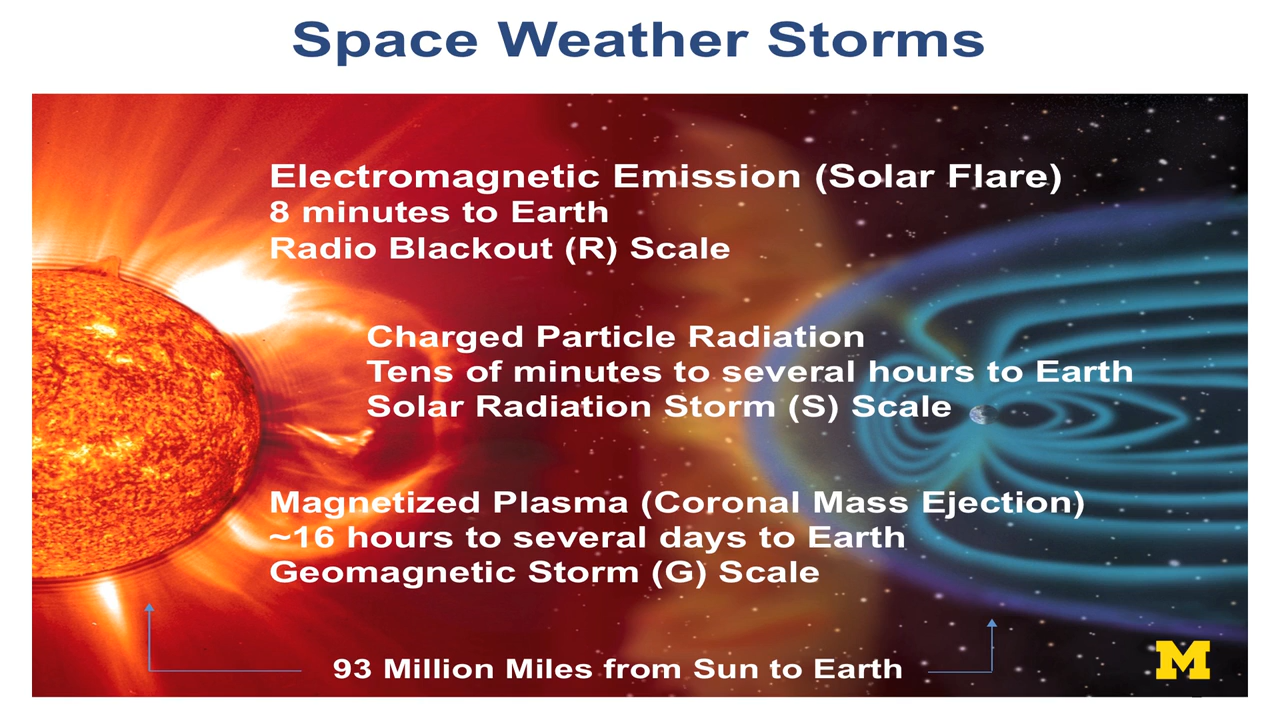 Space Weather Storms
Electromagnetic Emission (Solar Flare)
8 minutes to Earth
Radio Blackout (R) Scale
Charged Particle Radiation
Tens of minutes to several hours to Earth
Solar Radiation Storm (S) Scale
Magnetized Plasma (Coronal Mass Ejection)
~16 hours to several days to Earth
Geomagnetic Storm (G) Scale
93 Million Miles from Sun to Earth
M